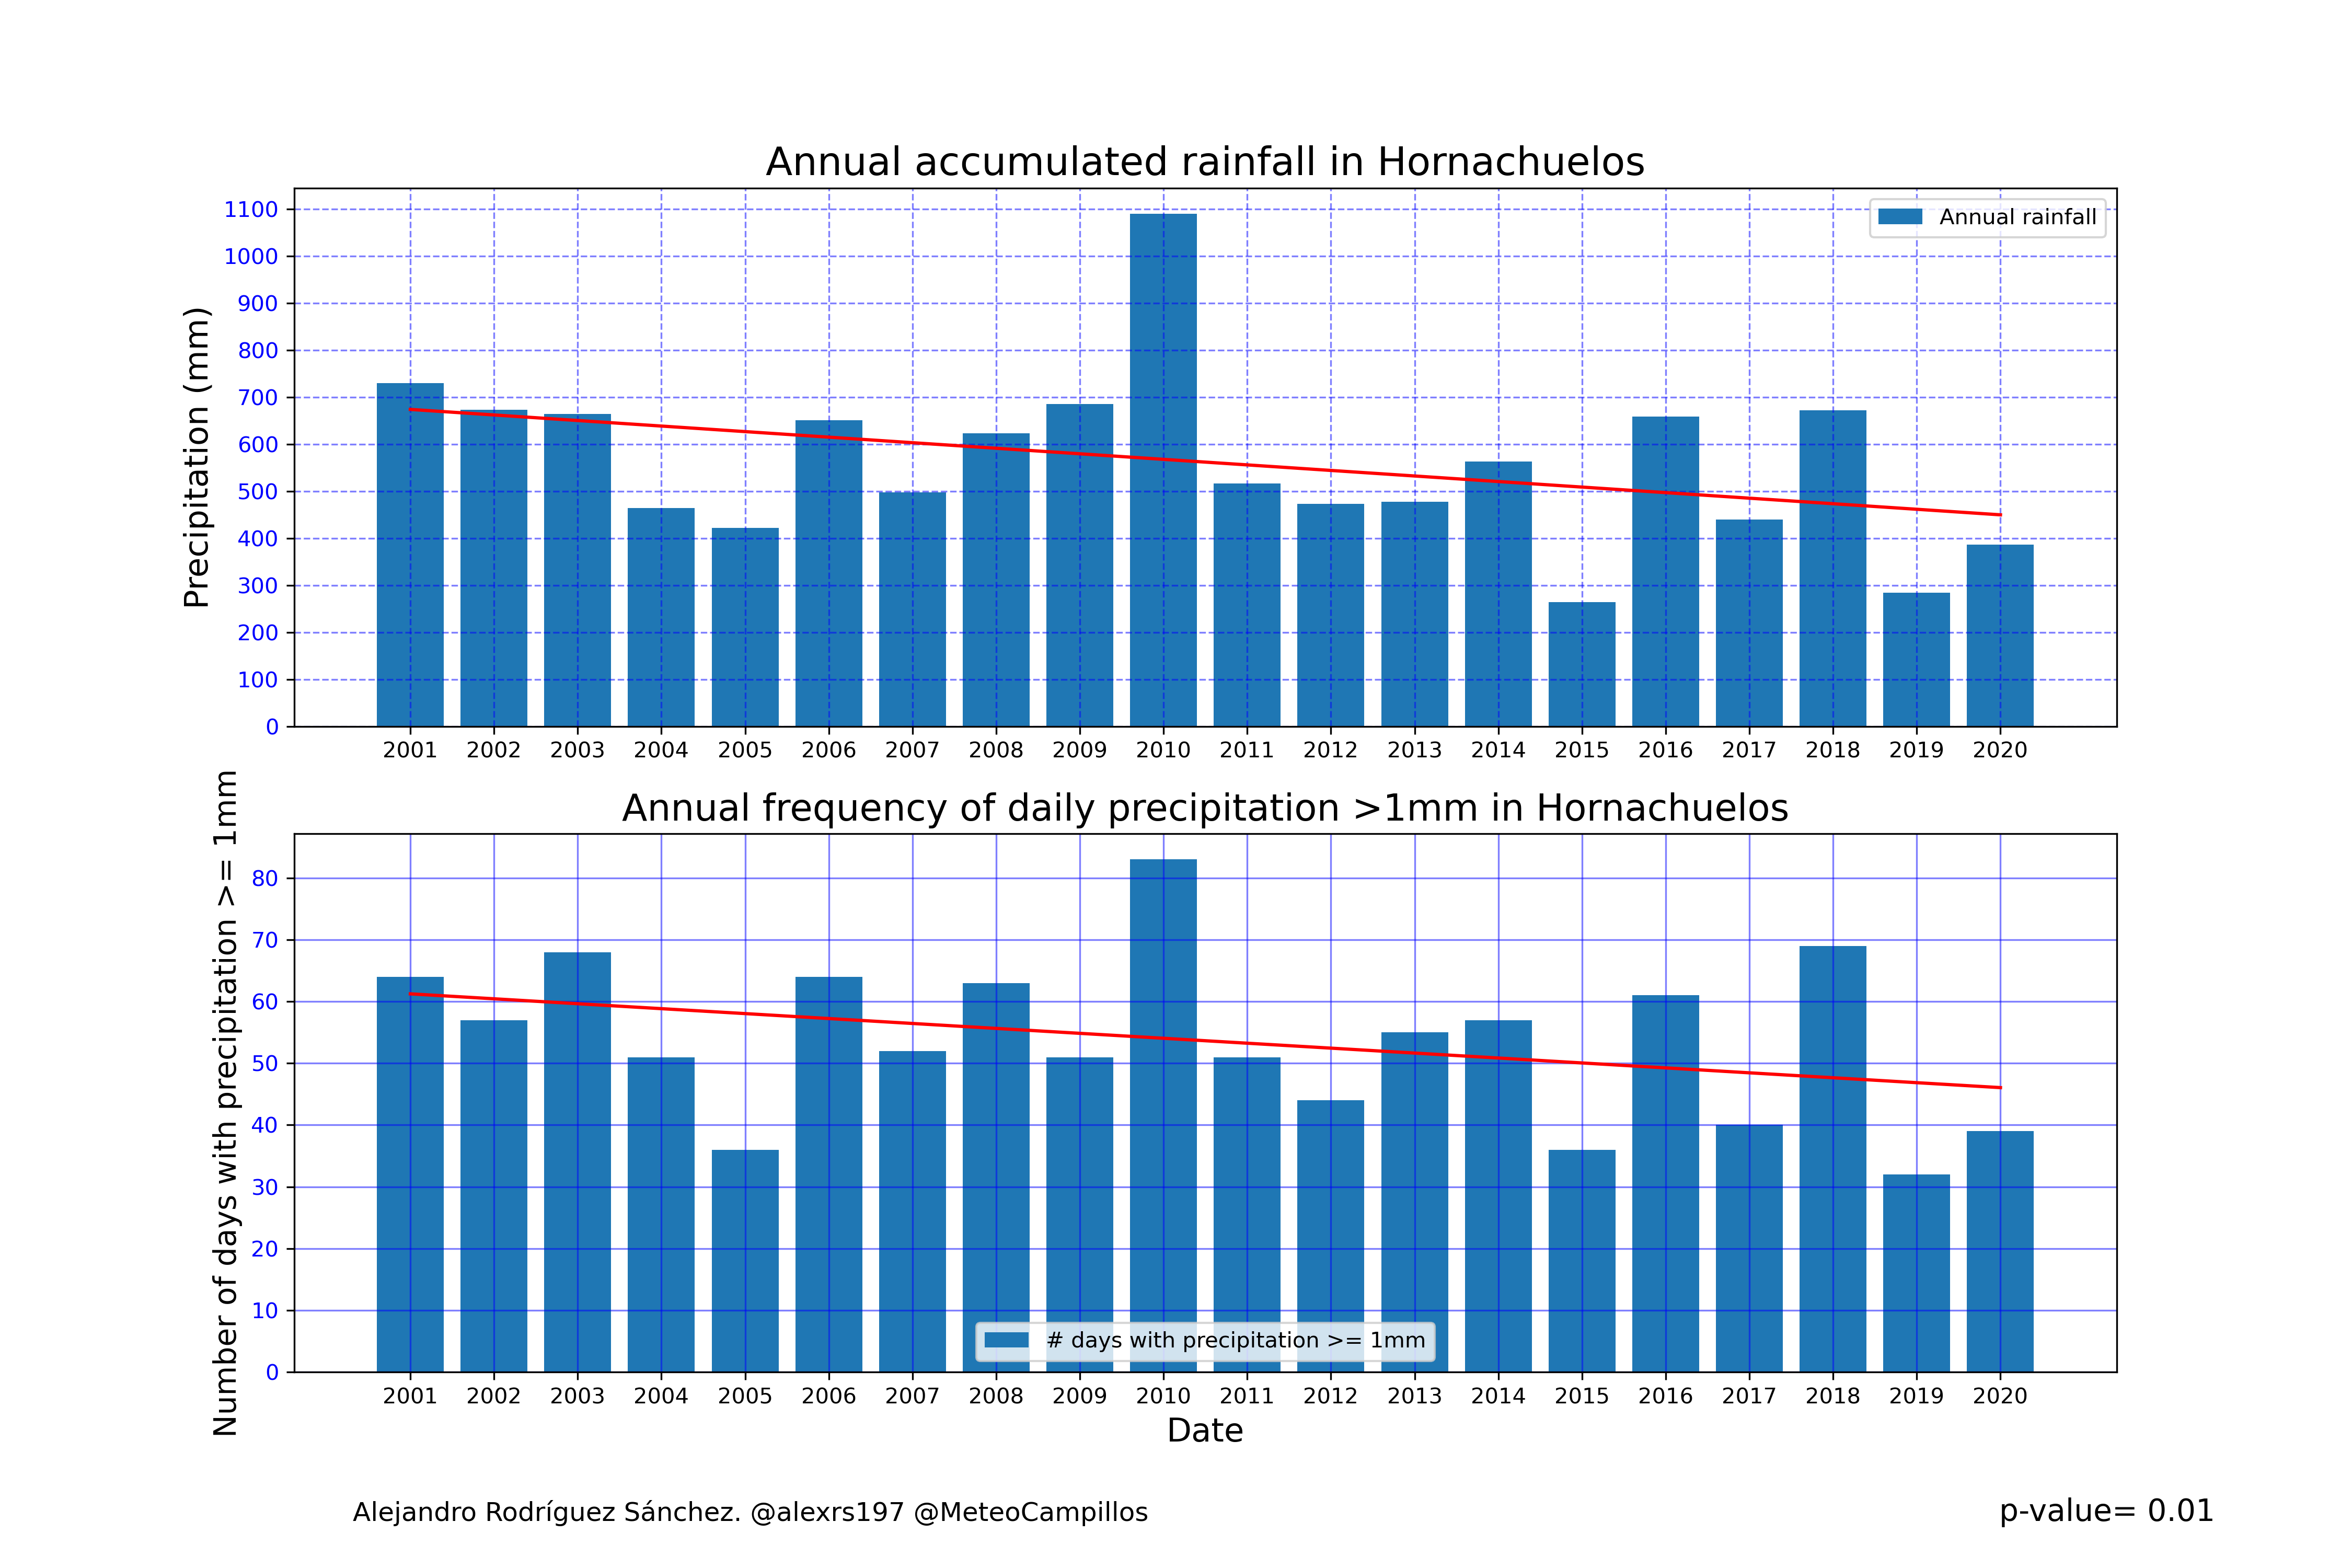 Annual accumulated rainfall in Hornachuelos
Precipitation (mm)
1100
1000
900
800
700
600
500
400
300
200
100
0
Annual rainfall
2001 2002 2003 2004 2005 2006 2007 2008 2009 2010 2011 2012 2013 2014 2015 2016 2017 2018 2019 2020
Annual frequency of daily precipitation >1mm in Hornachuelos
Number of days with precipitation >= 1mm
80
70
60
50
40
30
20
10
0
# days with precipitation >= 1mm
2001 2002 2003 2004 2005 2006 2007 2008 2009 2010 2011 2012 2013 2014 2015 2016 2017 2018 2019 2020
Date
Alejandro Rodríguez Sánchez. @alexrs197 @MeteoCampillos
p-value= 0.01